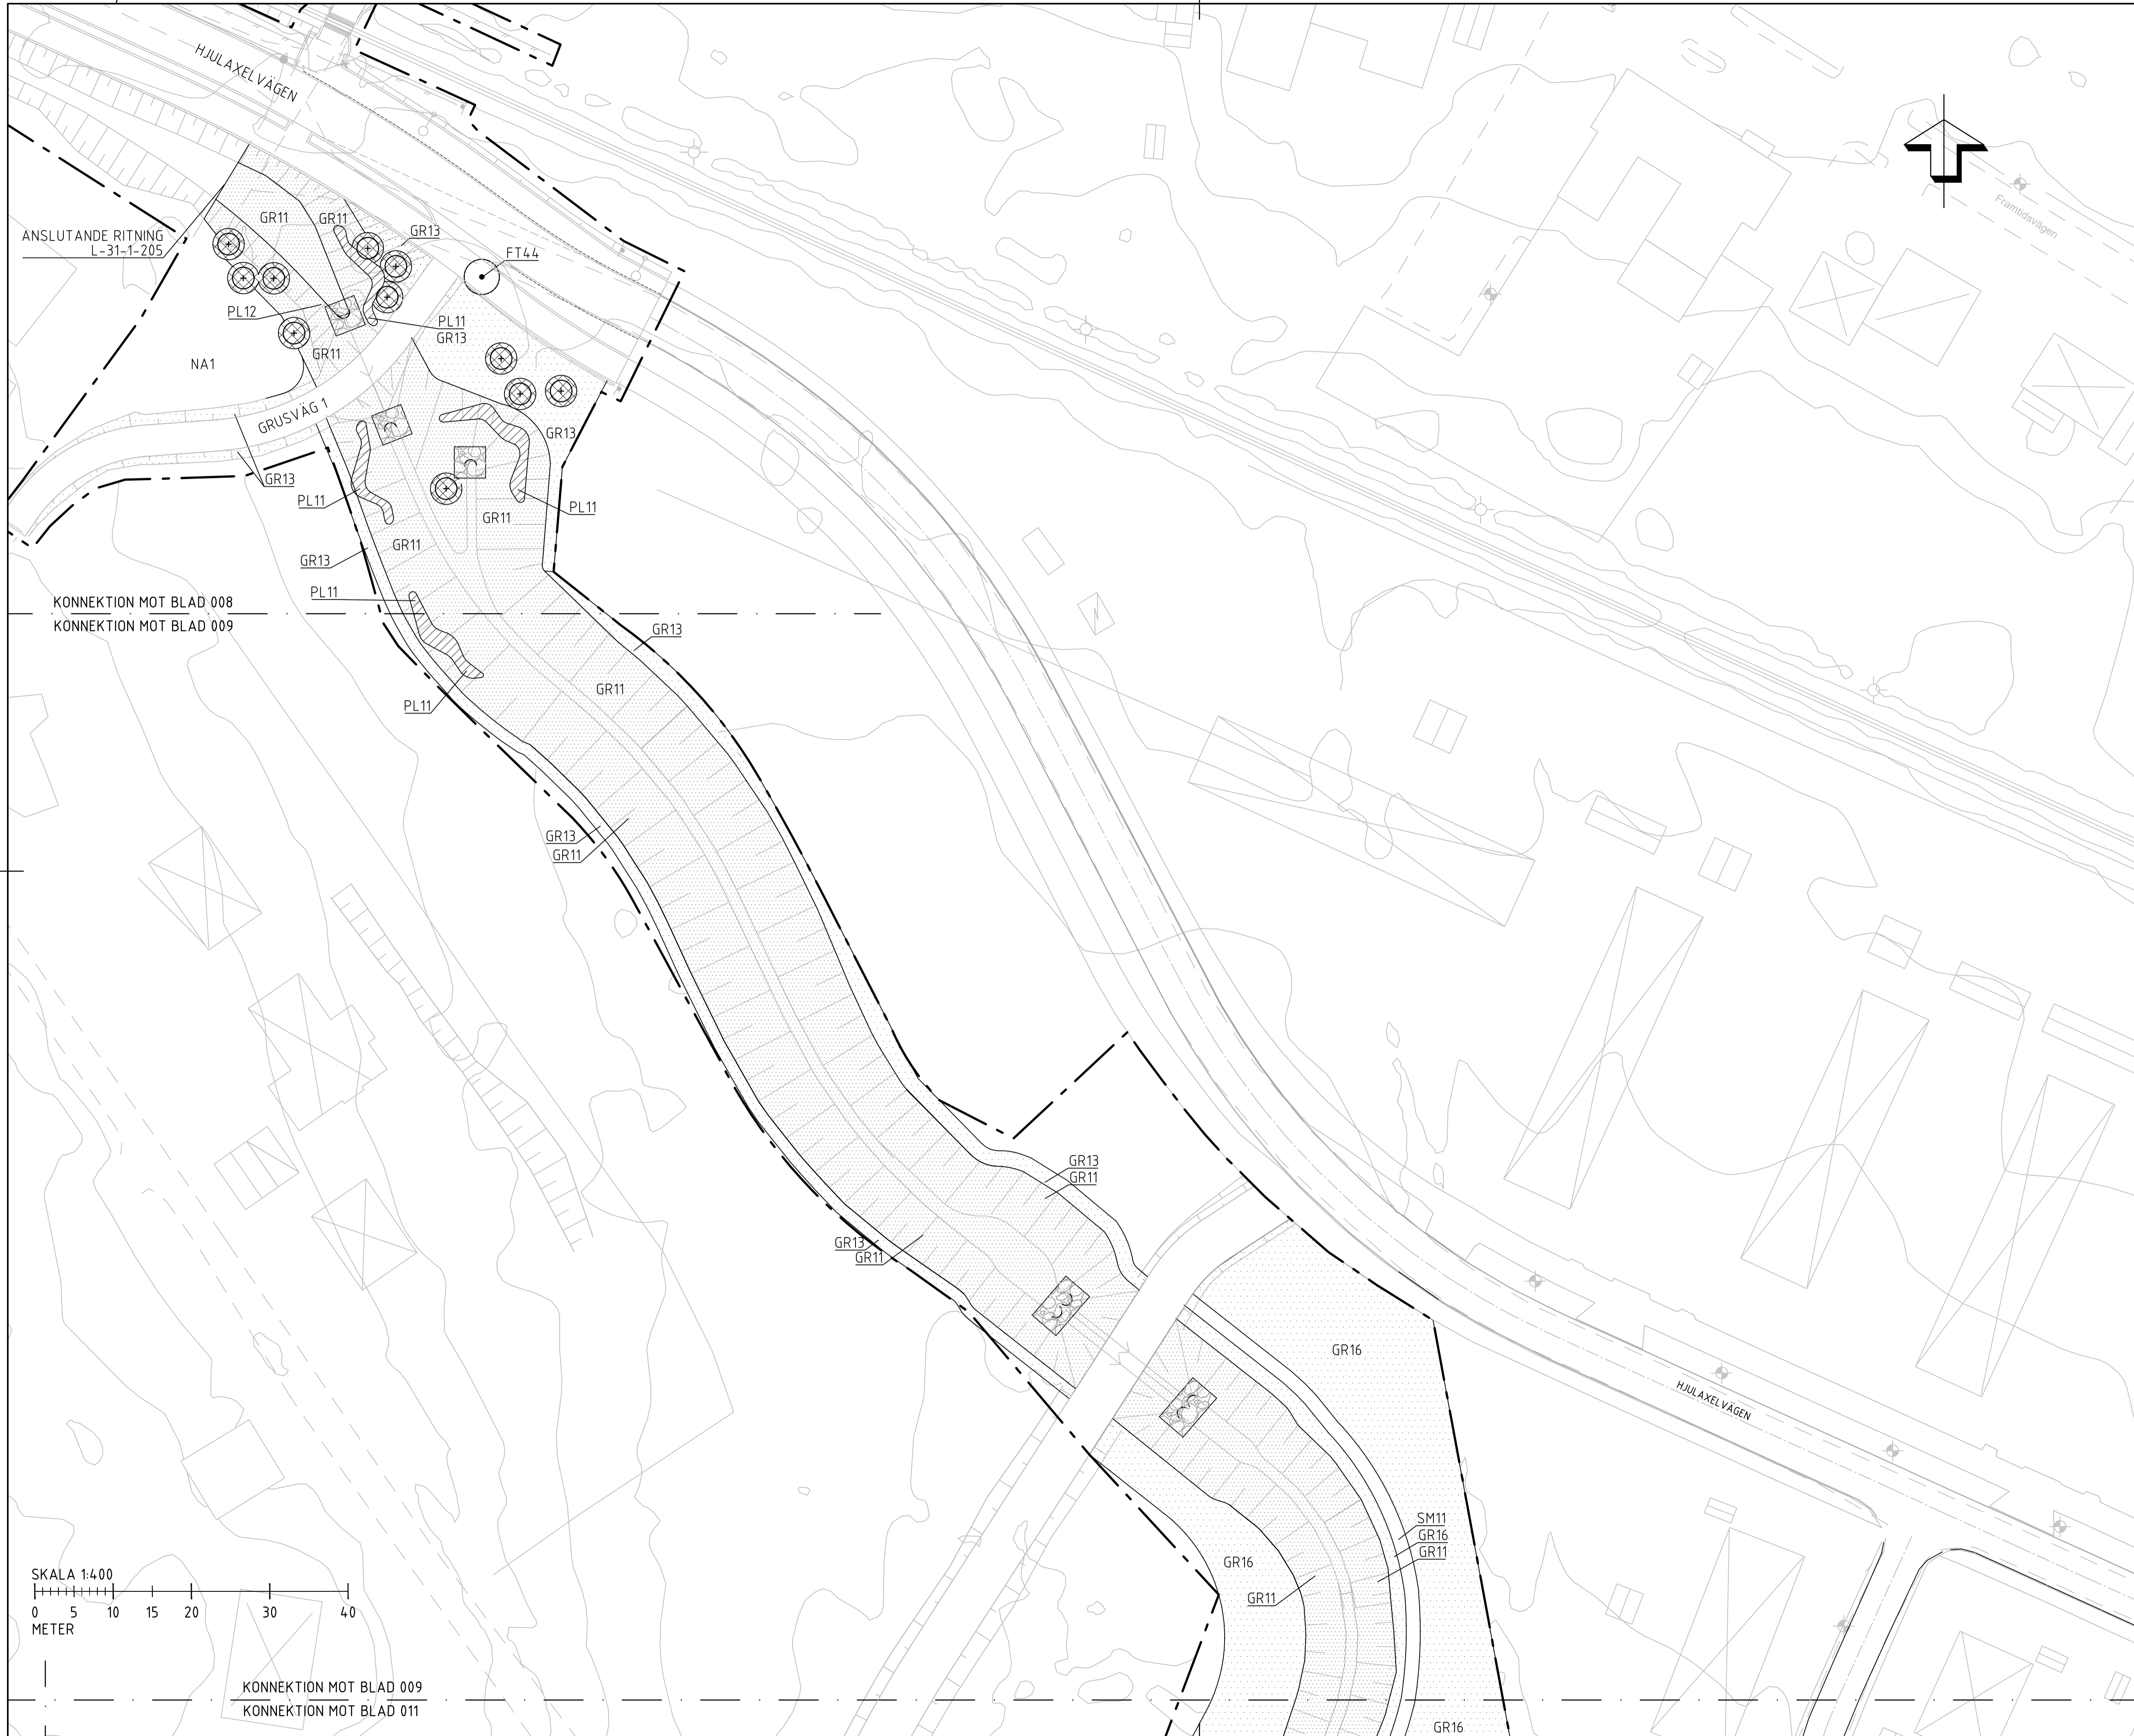 HJULAXELVÄGEN
Framtidsvägen
GR11
GR11
GR13
ANSLUTANDE RITNING
L-31-1-205
FT44
PL12
PL11
GR13
GR11
NA1
GRUSVÄG 1
GR13
GR13
PL11
PL11
GR11
GR11
GR13
PL11
KONNEKTION MOT BLAD 008
KONNEKTION MOT BLAD 009
GR13
GR11
PL11
GR13
GR11
GR13
GR11
GR13
GR11
GR16
HJULAXELVÄGEN
SM11
GR16
GR11
GR16
GR11
SKALA 1:400
0 5 10 15 20 30 40
METER
KONNEKTION MOT BLAD 009
KONNEKTION MOT BLAD 011
GR16